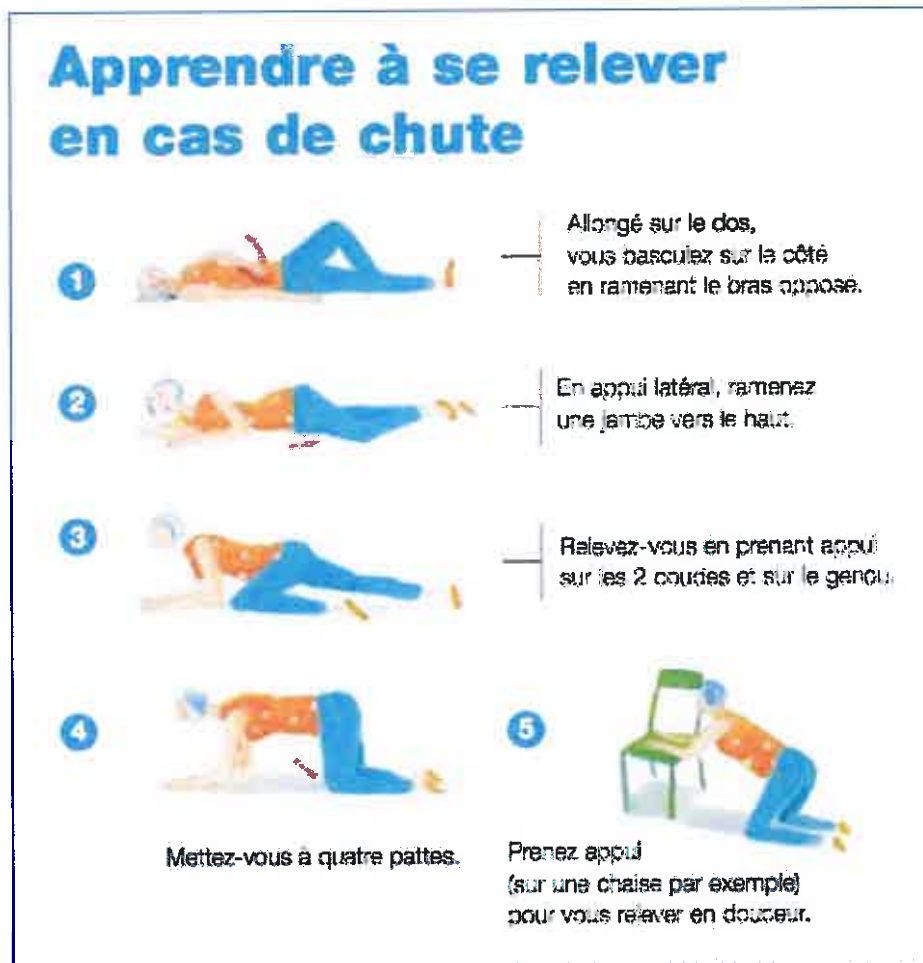 Apprendre à se relever
en cas de chute
1
Allongé sur le dos,
vous basculez sur le côté
en ramenant le bras opposé.
2
En appui latéral, ramenez
une jambe vers le haut.
3
Relevez-vous en prenant appui
sur les 2 coudes et sur le genou.
4
Mettez-vous à quatre pattes.
5
Prenez appui
(sur une chaise par exemple)
pour vous relever en douceur.